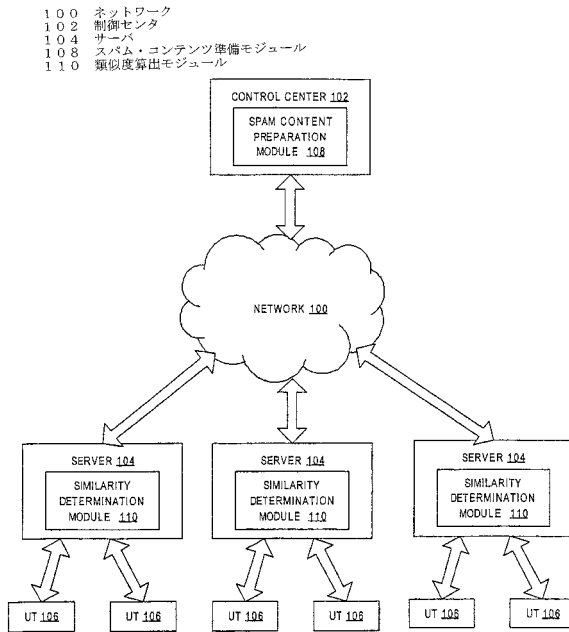 100 ネットワーク
102 制御センタ
104 サーバ
108 スパム・コンテンツ準備モジュール
110 類似度算出モジュール
CONTROL CENTER 102
SPAM CONTENT
PREPARATION
MODULE 108
NETWORK 100
SERVER 104
SIMILARITY
DETERMINATION
MODULE 110
SERVER 104
SIMILARITY
DETERMINATION
MODULE 110
SERVER 104
SIMILARITY
DETERMINATION
MODULE 110
UT 106
UT 106
UT 106
UT 106
UT 106
UT 106